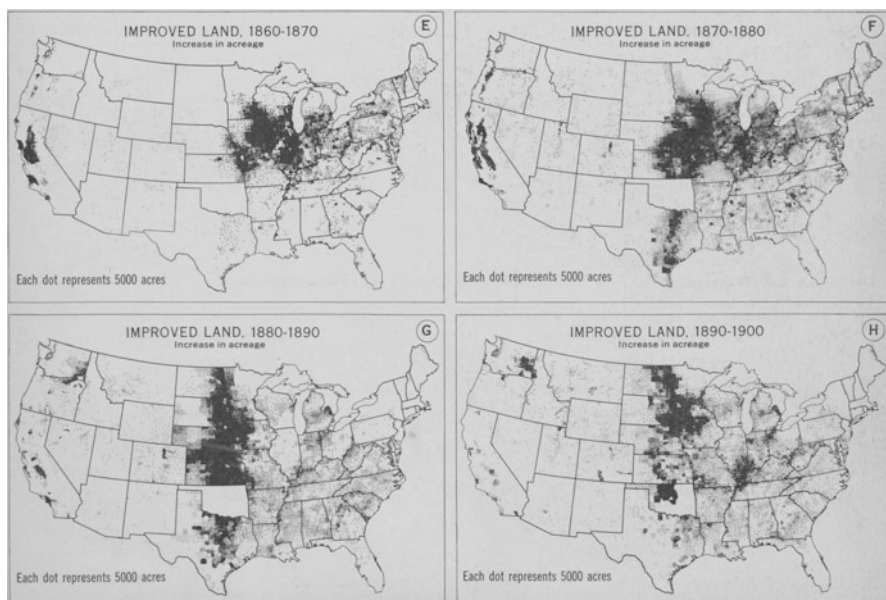 IMPROVED LAND, 1860-1870
Increase in acreage
E
Each dot represents 5000 acres
IMPROVED LAND, 1870-1880
Increase in acreage
F
Each dot represents 5000 acres
IMPROVED LAND, 1880-1890
Increase in acreage
G
Each dot represents 5000 acres
IMPROVED LAND, 1890-1900
Increase in acreage
H
Each dot represents 5000 acres